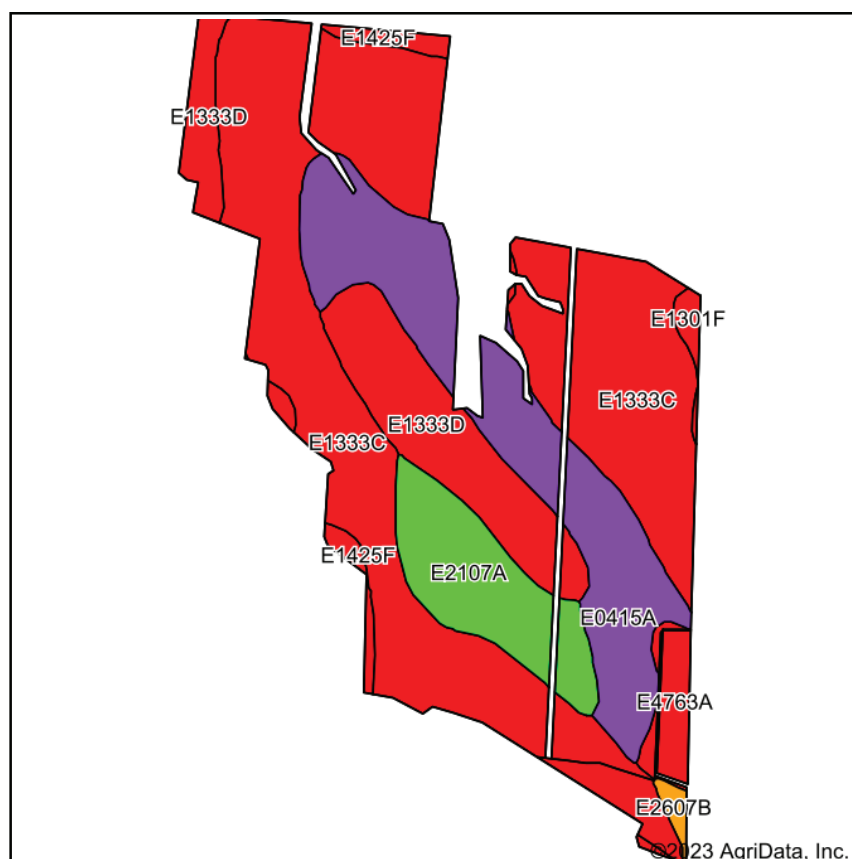 E1425F
E1333D
E1301F
E1333C
E1333D
E1333C
E1425F
E2107A
E0415A
E4763A
E2607B
©2023 AgriData, Inc.